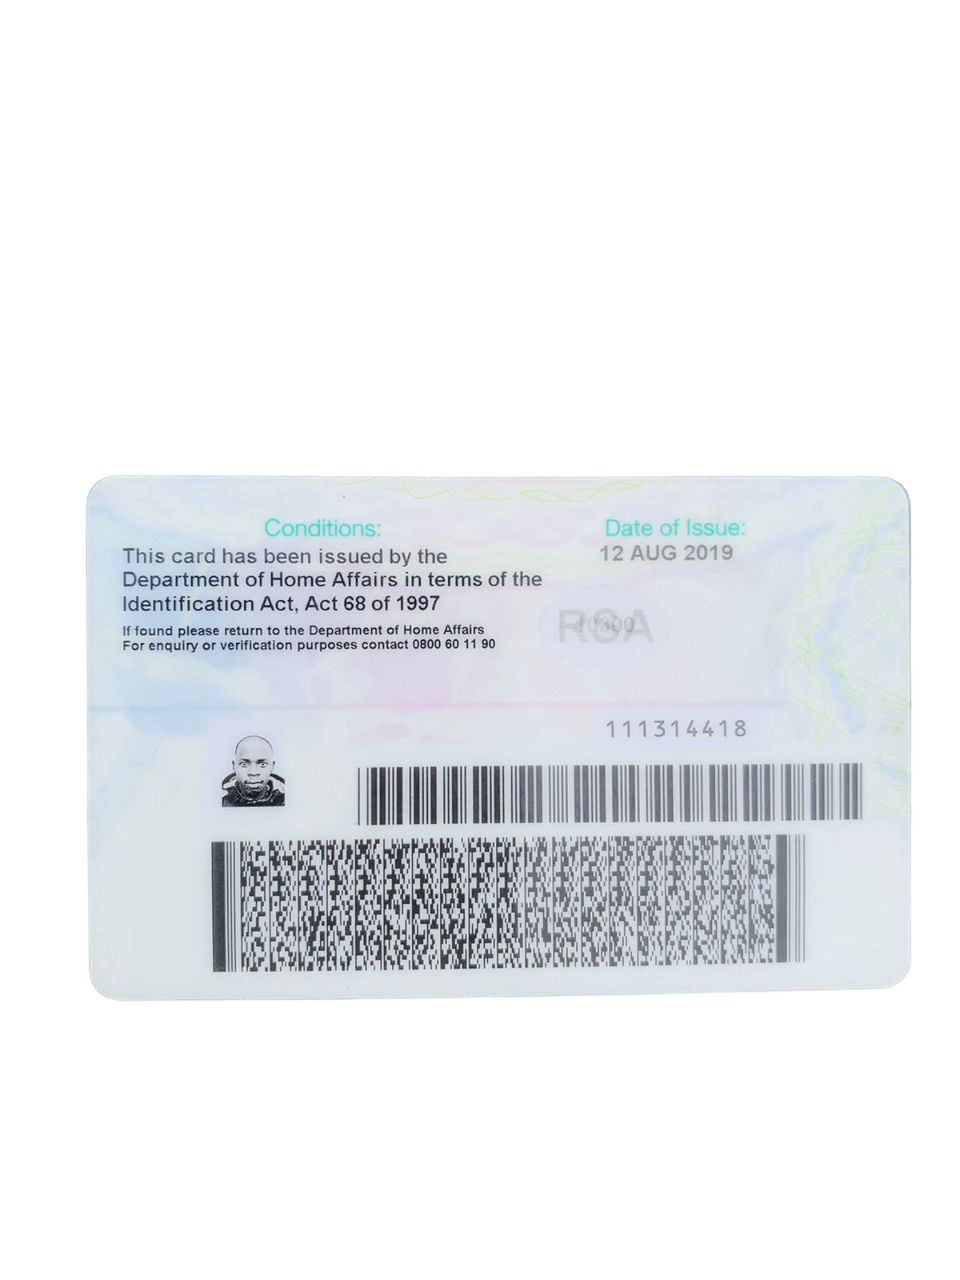 Conditions:
This card has been issued by the
Department of Home Affairs in terms of the
Identification Act, Act 68 of 1997
If found please return to the Department of Home Affairs
For enquiry or verification purposes contact 0800 60 11 90
Date of Issue:
12 AUG 2019
RSA
111314418